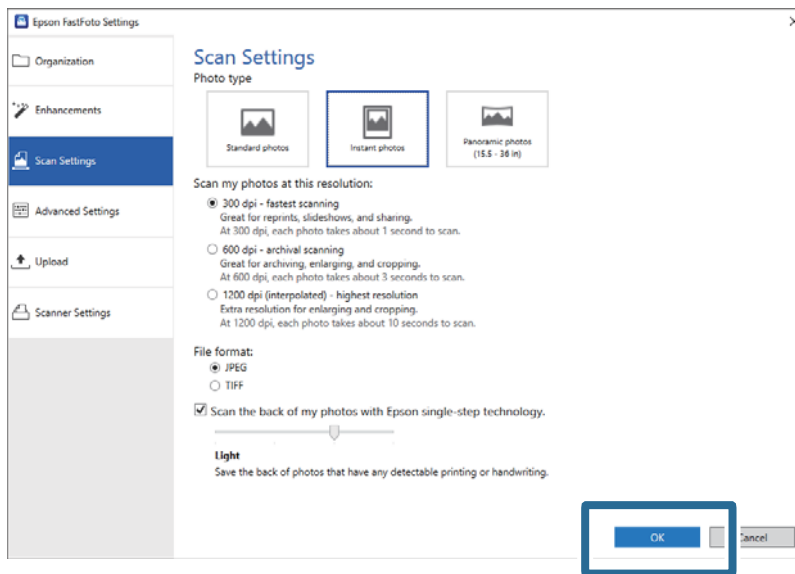 Epson FastFoto Settings
Organization
Enhancements
Scan Settings
Advanced Settings
Upload
Scanner Settings
Scan Settings
Photo type
Standard photos
Instant photos
Panoramic photos
(15.5 - 36 in)
Scan my photos at this resolution:
300 dpi - fastest scanning
Great for reprints, slideshows, and sharing.
At 300 dpi, each photo takes about 1 second to scan.
600 dpi - archival scanning
Great for archiving, enlarging, and cropping.
At 600 dpi, each photo takes about 3 seconds to scan.
1200 dpi (interpolated) - highest resolution
Extra resolution for enlarging and cropping.
At 1200 dpi, each photo takes about 10 seconds to scan.
File format:
JPEG
TIFF
Scan the back of my photos with Epson single-step technology.
Light
Save the back of photos that have any detectable printing or handwriting.
OK
Cancel